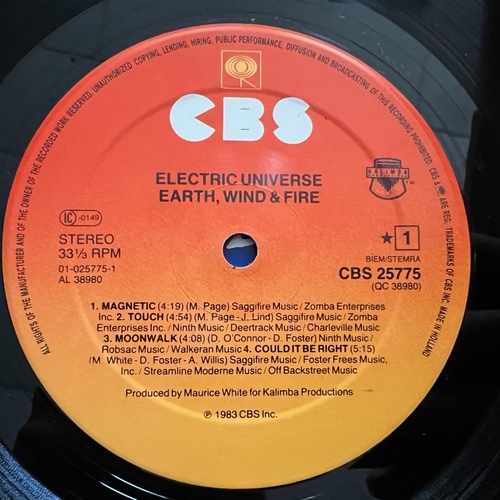 ALL RIGHTS OF THE MANUFACTURER AND OF THE OWNER OF THE RECORDED WORK RESERVED. UNAUTHORIZED COPYING, LENDING, HIRING, PUBLIC PERFORMANCE, DIFFUSION AND BROADCASTING OF THIS RECORD PROHIBITED. CBS & ARE REG. TRADEMARKS OF CBS INC. MADE IN HOLLAND
CBS
ELECTRIC UNIVERSE
EARTH, WIND & FIRE
IC -0149
STEREO
33⅓ RPM
01-025775-1
AL 38980
★ 1
BIEM/STEMRA
CBS 25775
(QC 38980)
1. MAGNETIC (4:19) (M. Page) Saggifire Music / Zomba Enterprises
Inc. 2. TOUCH (4:54) (M. Page - J. Lind) Saggifire Music / Zomba
Enterprises Inc. / Ninth Music / Deertrack Music / Charleville Music
3. MOONWALK (4:08) (D. O'Connor - D. Foster) Ninth Music /
Robsac Music / Walkeran Music 4. COULD IT BE RIGHT (5:15)
(M. White - D. Foster - A. Willis) Saggifire Music / Foster Frees Music,
Inc. / Streamline Moderne Music / Off Backstreet Music
Produced by Maurice White for Kalimba Productions
℗ 1983 CBS Inc.